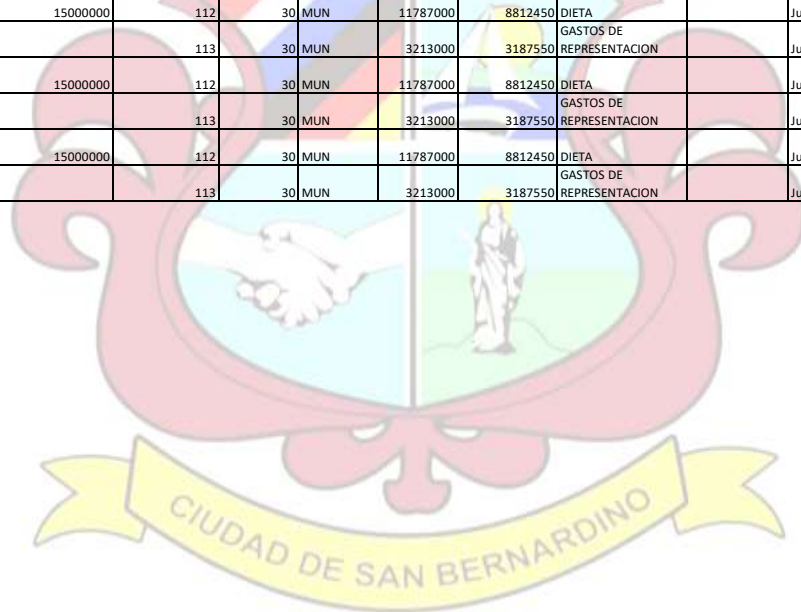 15000000 112 30 MUN 11787000 8812450 DIETA
113 30 MUN 3213000 3187550 GASTOS DE REPRESENTACION
15000000 112 30 MUN 11787000 8812450 DIETA
113 30 MUN 3213000 3187550 GASTOS DE REPRESENTACION
15000000 112 30 MUN 11787000 8812450 DIETA
113 30 MUN 3213000 3187550 GASTOS DE REPRESENTACION
CIUDAD DE SAN BERNARDINO